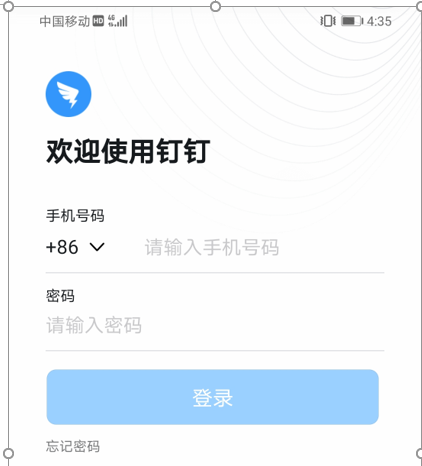 中国移动 HD 4G 4:35
欢迎使用钉钉
手机号码
+86 请输入手机号码
密码
请输入密码
登录
忘记密码